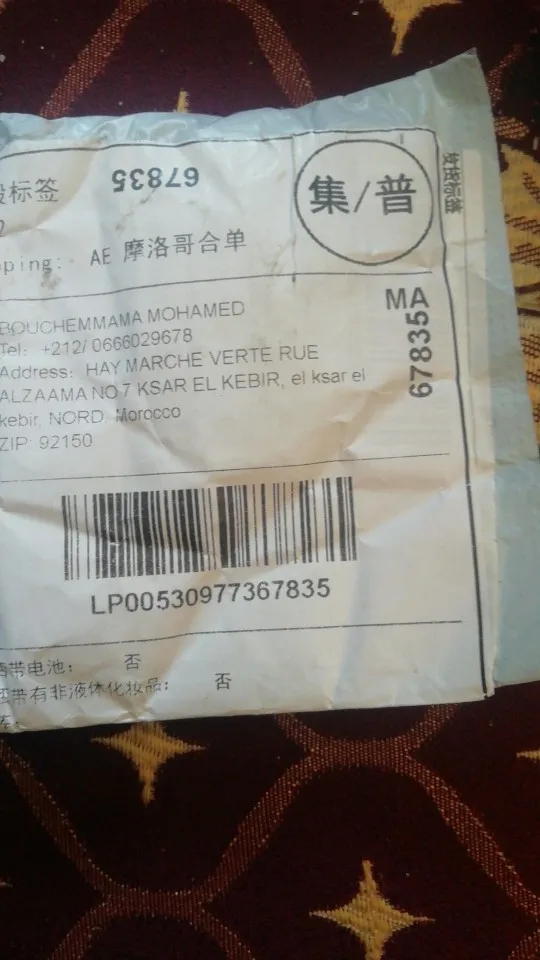 标签
67835
集/普
ping: AE 摩洛哥合单
BOUCHEMMAMA MOHAMED
Tel: +212/ 0666029678
Address: HAY MARCHE VERTE RUE
ALZAAMA NO 7 KSAR EL KEBIR, el ksar el
kebir, NORD Morocco
ZIP: 92150
MA
67835
LP00530977367835
带电池: 否
带有非液体化妆品: 否